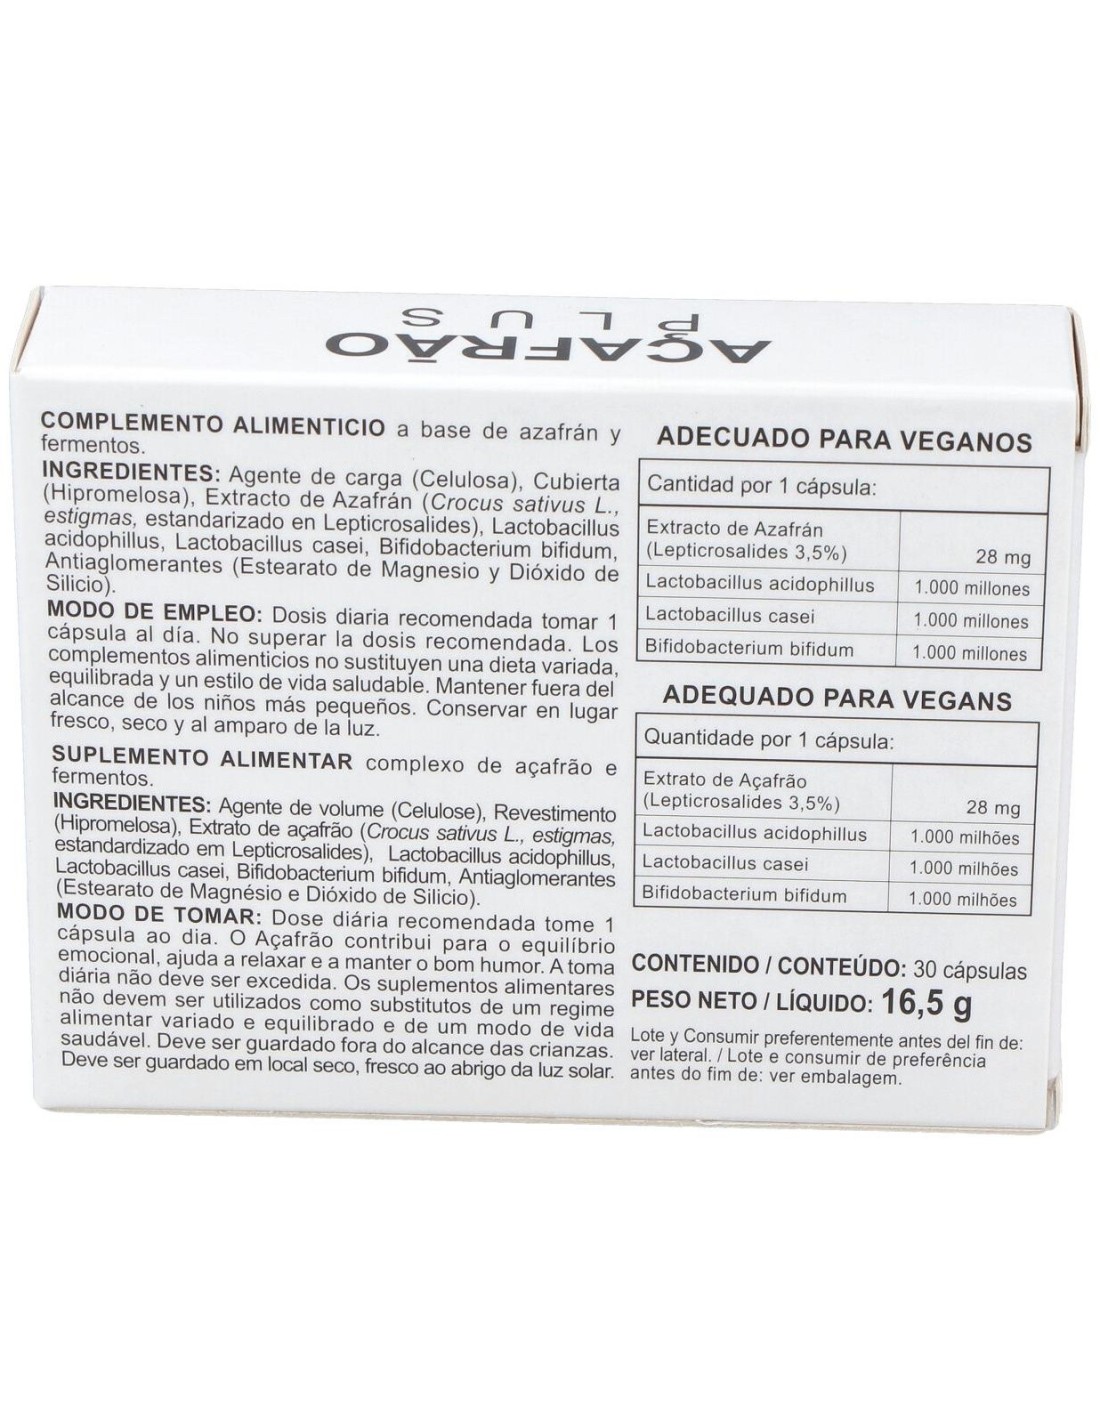 AÇAFRÃO
PLUS
COMPLEMENTO ALIMENTICIO a base de azafrán y
fermentos.
INGREDIENTES: Agente de carga (Celulosa), Cubierta
(Hipromelosa), Extracto de Azafrán (Crocus sativus L.,
estigmas, estandarizado en Lepticrosalides), Lactobacillus
acidophillus, Lactobacillus casei, Bifidobacterium bifidum,
Antiaglomerantes (Estearato de Magnesio y Dióxido de
Silicio).
MODO DE EMPLEO: Dosis diaria recomendada tomar 1
cápsula al día. No superar la dosis recomendada. Los
complementos alimenticios no sustituyen una dieta variada,
equilibrada y un estilo de vida saludable. Mantener fuera del
alcance de los niños más pequeños. Conservar en lugar
fresco, seco y al amparo de la luz.
SUPLEMENTO ALIMENTAR complexo de açafrão e
fermentos.
INGREDIENTES: Agente de volume (Celulose), Revestimento
(Hipromelosa), Extrato de açafrão (Crocus sativus L., estigmas,
estandardizado em Lepticrosalides), Lactobacillus acidophillus,
Lactobacillus casei, Bifidobacterium bifidum, Antiaglomerantes
(Estearato de Magnésio e Dióxido de Silicio).
MODO DE TOMAR: Dose diária recomendada tome 1
cápsula ao dia. O Açafrão contribui para o equilíbrio
emocional, ajuda a relaxar e a manter o bom humor. A toma
diária não deve ser excedida. Os suplementos alimentares
não devem ser utilizados como substitutos de um regime
alimentar variado e equilibrado e de um modo de vida
saudável. Deve ser guardado fora do alcance das crianzas.
Deve ser guardado em local seco, fresco ao abrigo da luz solar.
ADECUADO PARA VEGANOS
Cantidad por 1 cápsula:
Extracto de Azafrán
(Lepticrosalides 3,5%) 28 mg
Lactobacillus acidophillus 1.000 millones
Lactobacillus casei 1.000 millones
Bifidobacterium bifidum 1.000 millones
ADEQUADO PARA VEGANS
Quantidade por 1 cápsula:
Extrato de Açafrão
(Lepticrosalides 3,5%) 28 mg
Lactobacillus acidophillus 1.000 milhões
Lactobacillus casei 1.000 milhões
Bifidobacterium bifidum 1.000 milhões
CONTENIDO / CONTEÚDO: 30 cápsulas
PESO NETO / LÍQUIDO: 16,5 g
Lote y Consumir preferentemente antes del fin de:
ver lateral. / Lote e consumir de preferência
antes do fim de: ver embalagem.